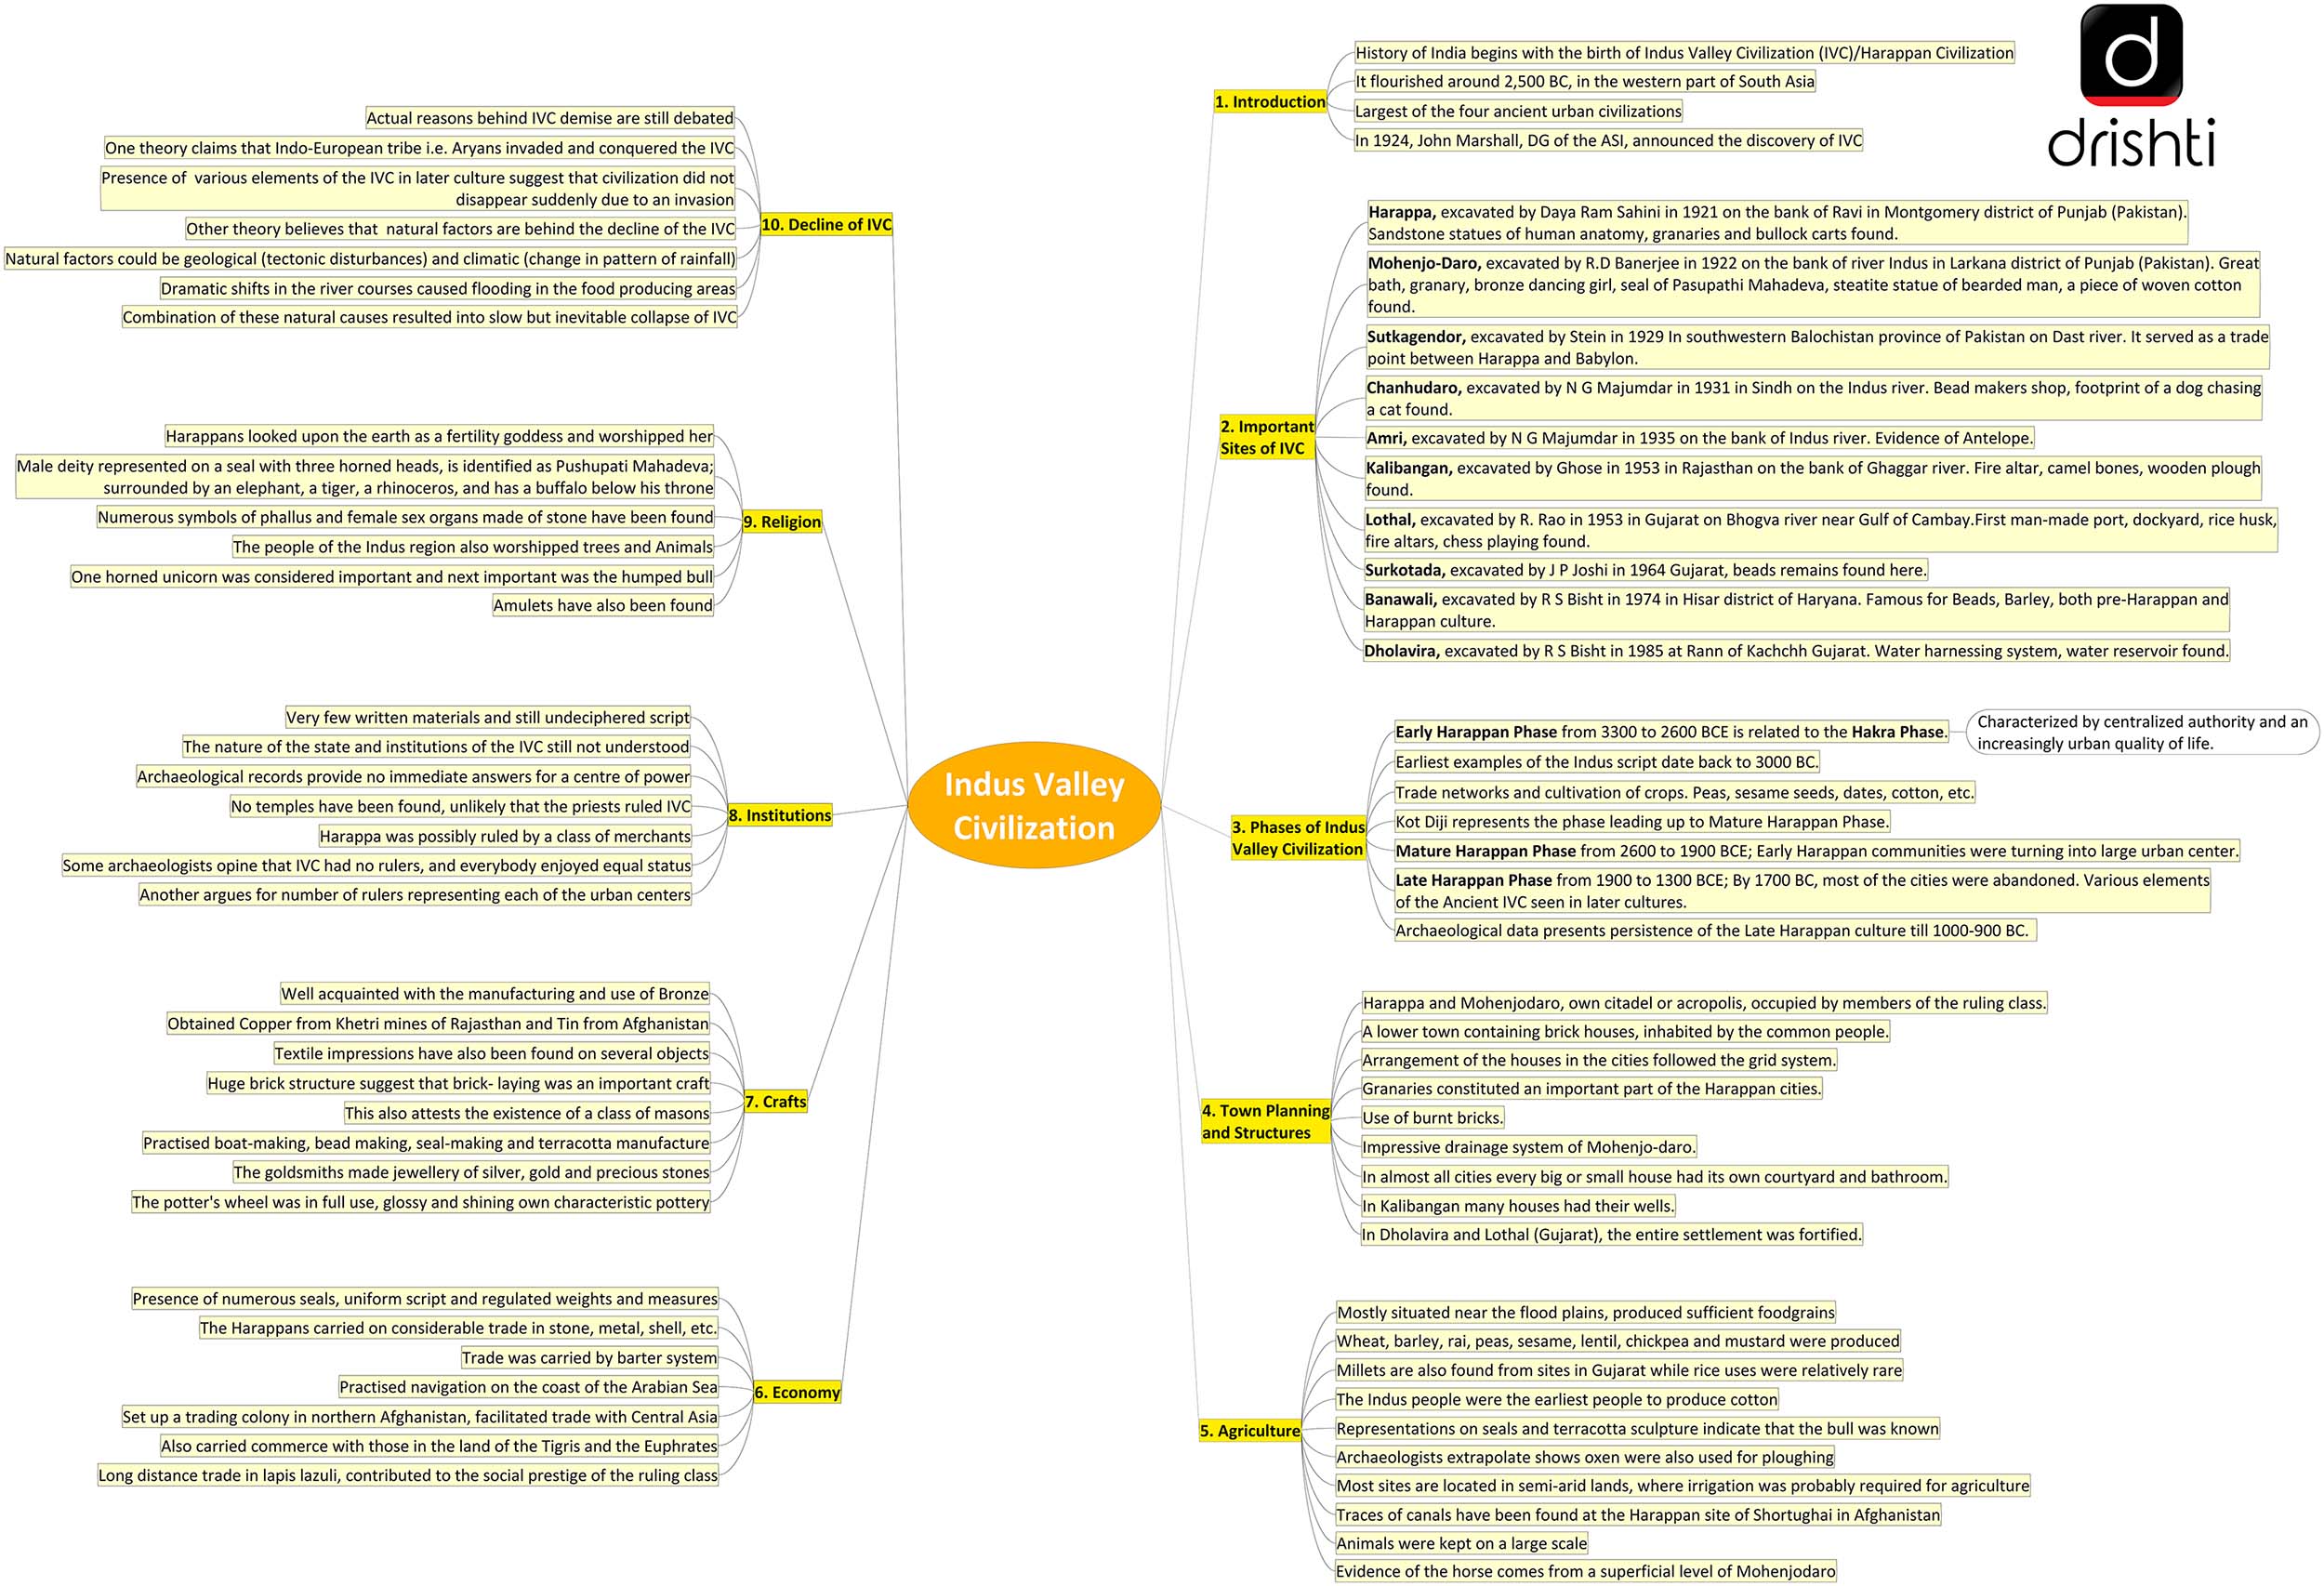 drishti
Indus Valley
Civilization
1. Introduction
History of India begins with the birth of Indus Valley Civilization (IVC)/Harappan Civilization
It flourished around 2,500 BC, in the western part of South Asia
Largest of the four ancient urban civilizations
In 1924, John Marshall, DG of the ASI, announced the discovery of IVC
2. Important
Sites of IVC
Harappa, excavated by Daya Ram Sahini in 1921 on the bank of Ravi in Montgomery district of Punjab (Pakistan).
Sandstone statues of human anatomy, granaries and bullock carts found.
Mohenjo-Daro, excavated by R.D Banerjee in 1922 on the bank of river Indus in Larkana district of Punjab (Pakistan). Great
bath, granary, bronze dancing girl, seal of Pasupathi Mahadeva, steatite statue of bearded man, a piece of woven cotton
found.
Sutkagendor, excavated by Stein in 1929 In southwestern Balochistan province of Pakistan on Dast river. It served as a trade
point between Harappa and Babylon.
Chanhudaro, excavated by N G Majumdar in 1931 in Sindh on the Indus river. Bead makers shop, footprint of a dog chasing
a cat found.
Amri, excavated by N G Majumdar in 1935 on the bank of Indus river. Evidence of Antelope.
Kalibangan, excavated by Ghose in 1953 in Rajasthan on the bank of Ghaggar river. Fire altar, camel bones, wooden plough
found.
Lothal, excavated by R. Rao in 1953 in Gujarat on Bhogva river near Gulf of Cambay.First man-made port, dockyard, rice husk,
fire altars, chess playing found.
Surkotada, excavated by J P Joshi in 1964 Gujarat, beads remains found here.
Banawali, excavated by R S Bisht in 1974 in Hisar district of Haryana. Famous for Beads, Barley, both pre-Harappan and
Harappan culture.
Dholavira, excavated by R S Bisht in 1985 at Rann of Kachchh Gujarat. Water harnessing system, water reservoir found.
3. Phases of Indus
Valley Civilization
Early Harappan Phase from 3300 to 2600 BCE is related to the Hakra Phase.
Characterized by centralized authority and an
increasingly urban quality of life.
Earliest examples of the Indus script date back to 3000 BC.
Trade networks and cultivation of crops. Peas, sesame seeds, dates, cotton, etc.
Kot Diji represents the phase leading up to Mature Harappan Phase.
Mature Harappan Phase from 2600 to 1900 BCE; Early Harappan communities were turning into large urban center.
Late Harappan Phase from 1900 to 1300 BCE; By 1700 BC, most of the cities were abandoned. Various elements
of the Ancient IVC seen in later cultures.
Archaeological data presents persistence of the Late Harappan culture till 1000-900 BC.
4. Town Planning
and Structures
Harappa and Mohenjodaro, own citadel or acropolis, occupied by members of the ruling class.
A lower town containing brick houses, inhabited by the common people.
Arrangement of the houses in the cities followed the grid system.
Granaries constituted an important part of the Harappan cities.
Use of burnt bricks.
Impressive drainage system of Mohenjo-daro.
In almost all cities every big or small house had its own courtyard and bathroom.
In Kalibangan many houses had their wells.
In Dholavira and Lothal (Gujarat), the entire settlement was fortified.
5. Agriculture
Mostly situated near the flood plains, produced sufficient foodgrains
Wheat, barley, rai, peas, sesame, lentil, chickpea and mustard were produced
Millets are also found from sites in Gujarat while rice uses were relatively rare
The Indus people were the earliest people to produce cotton
Representations on seals and terracotta sculpture indicate that the bull was known
Archaeologists extrapolate shows oxen were also used for ploughing
Most sites are located in semi-arid lands, where irrigation was probably required for agriculture
Traces of canals have been found at the Harappan site of Shortughai in Afghanistan
Animals were kept on a large scale
Evidence of the horse comes from a superficial level of Mohenjodaro
6. Economy
Presence of numerous seals, uniform script and regulated weights and measures
The Harappans carried on considerable trade in stone, metal, shell, etc.
Trade was carried by barter system
Practised navigation on the coast of the Arabian Sea
Set up a trading colony in northern Afghanistan, facilitated trade with Central Asia
Also carried commerce with those in the land of the Tigris and the Euphrates
Long distance trade in lapis lazuli, contributed to the social prestige of the ruling class
7. Crafts
Well acquainted with the manufacturing and use of Bronze
Obtained Copper from Khetri mines of Rajasthan and Tin from Afghanistan
Textile impressions have also been found on several objects
Huge brick structure suggest that brick- laying was an important craft
This also attests the existence of a class of masons
Practised boat-making, bead making, seal-making and terracotta manufacture
The goldsmiths made jewellery of silver, gold and precious stones
The potter's wheel was in full use, glossy and shining own characteristic pottery
8. Institutions
Very few written materials and still undeciphered script
The nature of the state and institutions of the IVC still not understood
Archaeological records provide no immediate answers for a centre of power
No temples have been found, unlikely that the priests ruled IVC
Harappa was possibly ruled by a class of merchants
Some archaeologists opine that IVC had no rulers, and everybody enjoyed equal status
Another argues for number of rulers representing each of the urban centers
9. Religion
Harappans looked upon the earth as a fertility goddess and worshipped her
Male deity represented on a seal with three horned heads, is identified as Pushupati Mahadeva;
surrounded by an elephant, a tiger, a rhinoceros, and has a buffalo below his throne
Numerous symbols of phallus and female sex organs made of stone have been found
The people of the Indus region also worshipped trees and Animals
One horned unicorn was considered important and next important was the humped bull
Amulets have also been found
10. Decline of IVC
Actual reasons behind IVC demise are still debated
One theory claims that Indo-European tribe i.e. Aryans invaded and conquered the IVC
Presence of various elements of the IVC in later culture suggest that civilization did not
disappear suddenly due to an invasion
Other theory believes that natural factors are behind the decline of the IVC
Natural factors could be geological (tectonic disturbances) and climatic (change in pattern of rainfall)
Dramatic shifts in the river courses caused flooding in the food producing areas
Combination of these natural causes resulted into slow but inevitable collapse of IVC